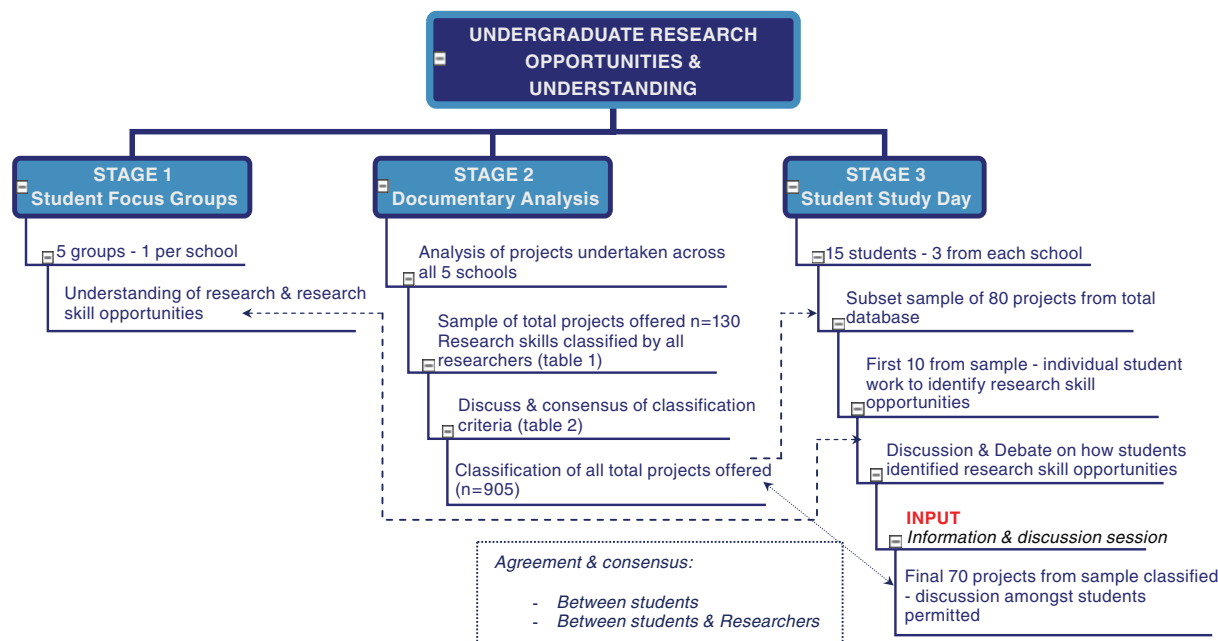 UNDERGRADUATE RESEARCH
OPPORTUNITIES &
UNDERSTANDING
STAGE 1
Student Focus Groups
5 groups - 1 per school
Understanding of research & research
skill opportunities
STAGE 2
Documentary Analysis
Analysis of projects undertaken across
all 5 schools
Sample of total projects offered n=130
Research skills classified by all
researchers (table 1)
Discuss & consensus of classification
criteria (table 2)
Classification of all total projects offered
(n=905)
STAGE 3
Student Study Day
15 students - 3 from each school
Subset sample of 80 projects from total
database
First 10 from sample - individual student
work to identify research skill
opportunities
Discussion & Debate on how students
identified research skill opportunities
INPUT
Information & discussion session
Final 70 projects from sample classified
- discussion amongst students
permitted
Agreement & consensus:
- Between students
- Between students & Researchers